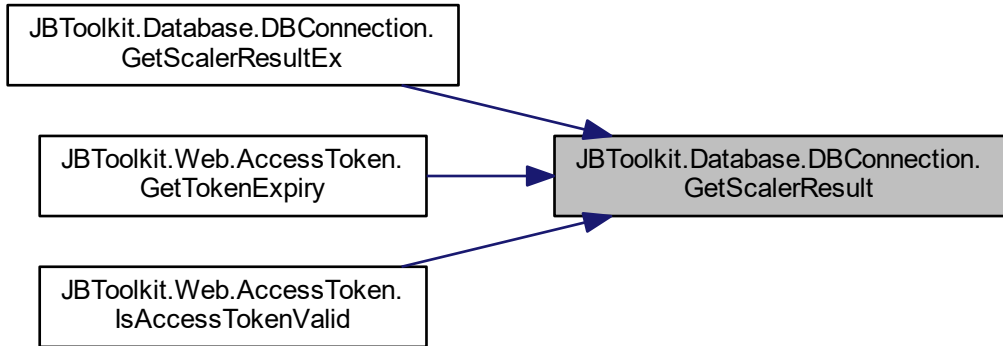 JBToolkit.Database.DBConnection.
GetScalerResultEx
JBToolkit.Web.AccessToken.
GetTokenExpiry
JBToolkit.Database.DBConnection.
GetScalerResult
JBToolkit.Web.AccessToken.
IsAccessTokenValid